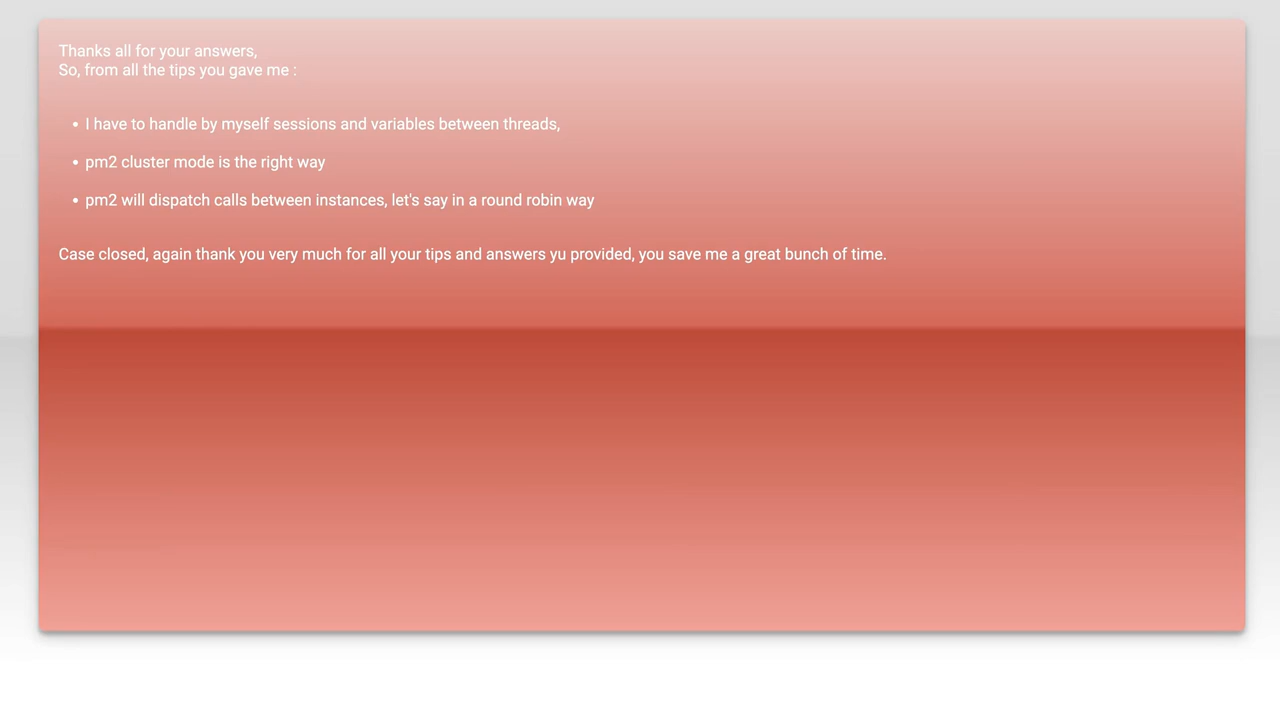 Thanks all for your answers,
So, from all the tips you gave me :
• I have to handle by myself sessions and variables between threads,
• pm2 cluster mode is the right way
• pm2 will dispatch calls between instances, let's say in a round robin way
Case closed, again thank you very much for all your tips and answers yu provided, you save me a great bunch of time.